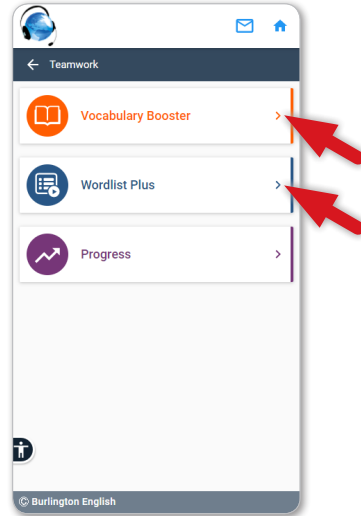 Teamwork
Vocabulary Booster
Wordlist Plus
Progress
© Burlington English